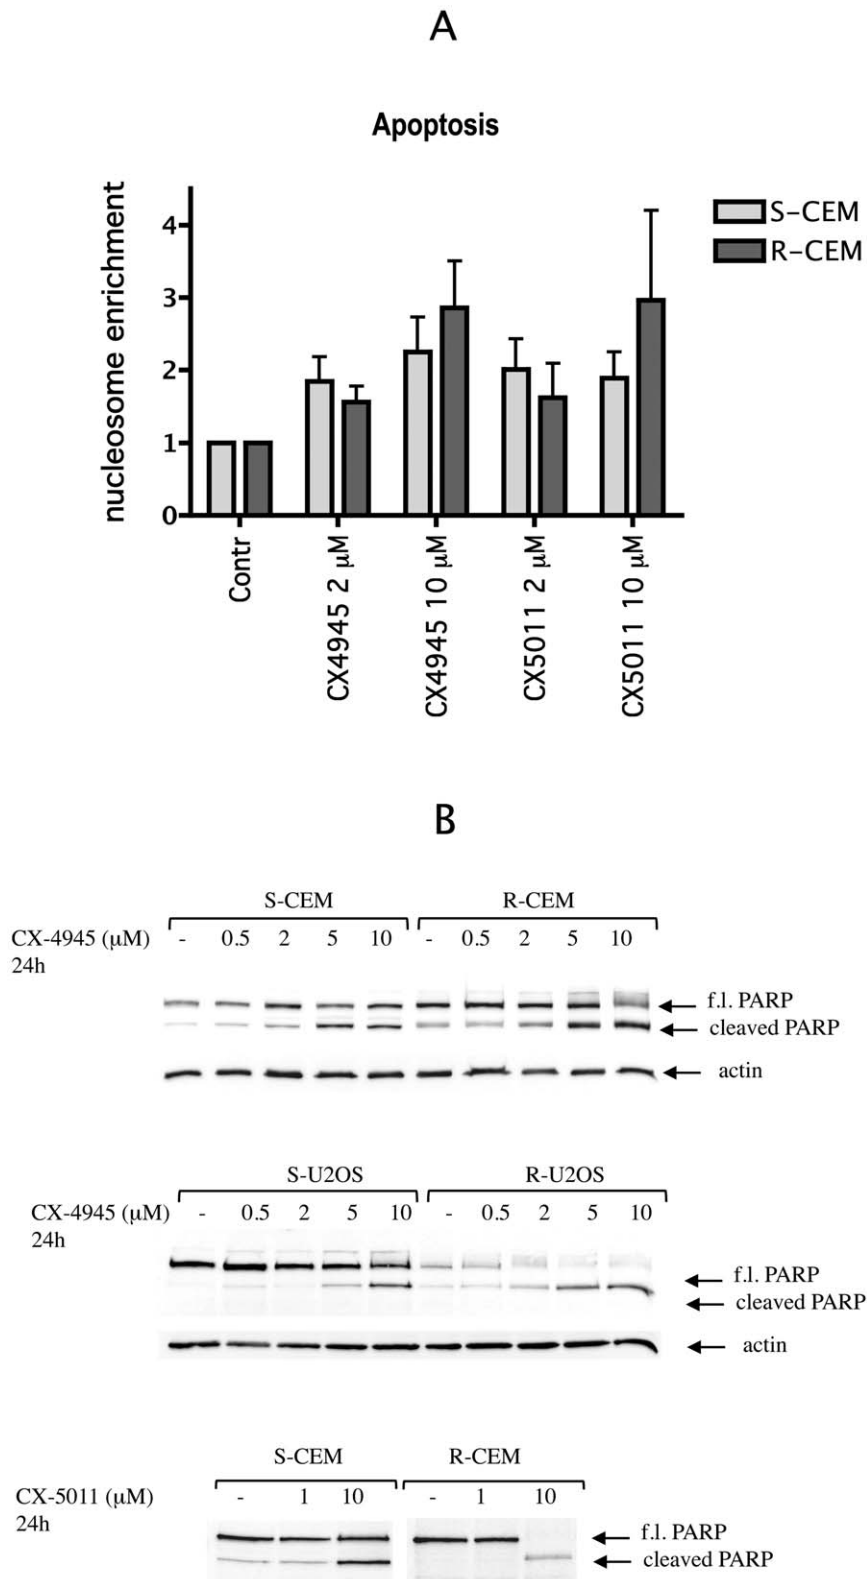 A
Apoptosis
nucleosome enrichment
4
3
2
1
0
S-CEM
R-CEM
Contr
CX4945 2 µM
CX4945 10 µM
CX5011 2 µM
CX5011 10 µM
B
S-CEM R-CEM
CX-4945 (µM) - 0.5 2 5 10 - 0.5 2 5 10
24h
f.l. PARP
cleaved PARP
actin
S-U2OS R-U2OS
CX-4945 (µM) - 0.5 2 5 10 - 0.5 2 5 10
24h
f.l. PARP
cleaved PARP
actin
S-CEM R-CEM
CX-5011 (µM) - 1 10 - 1 10
24h
f.l. PARP
cleaved PARP